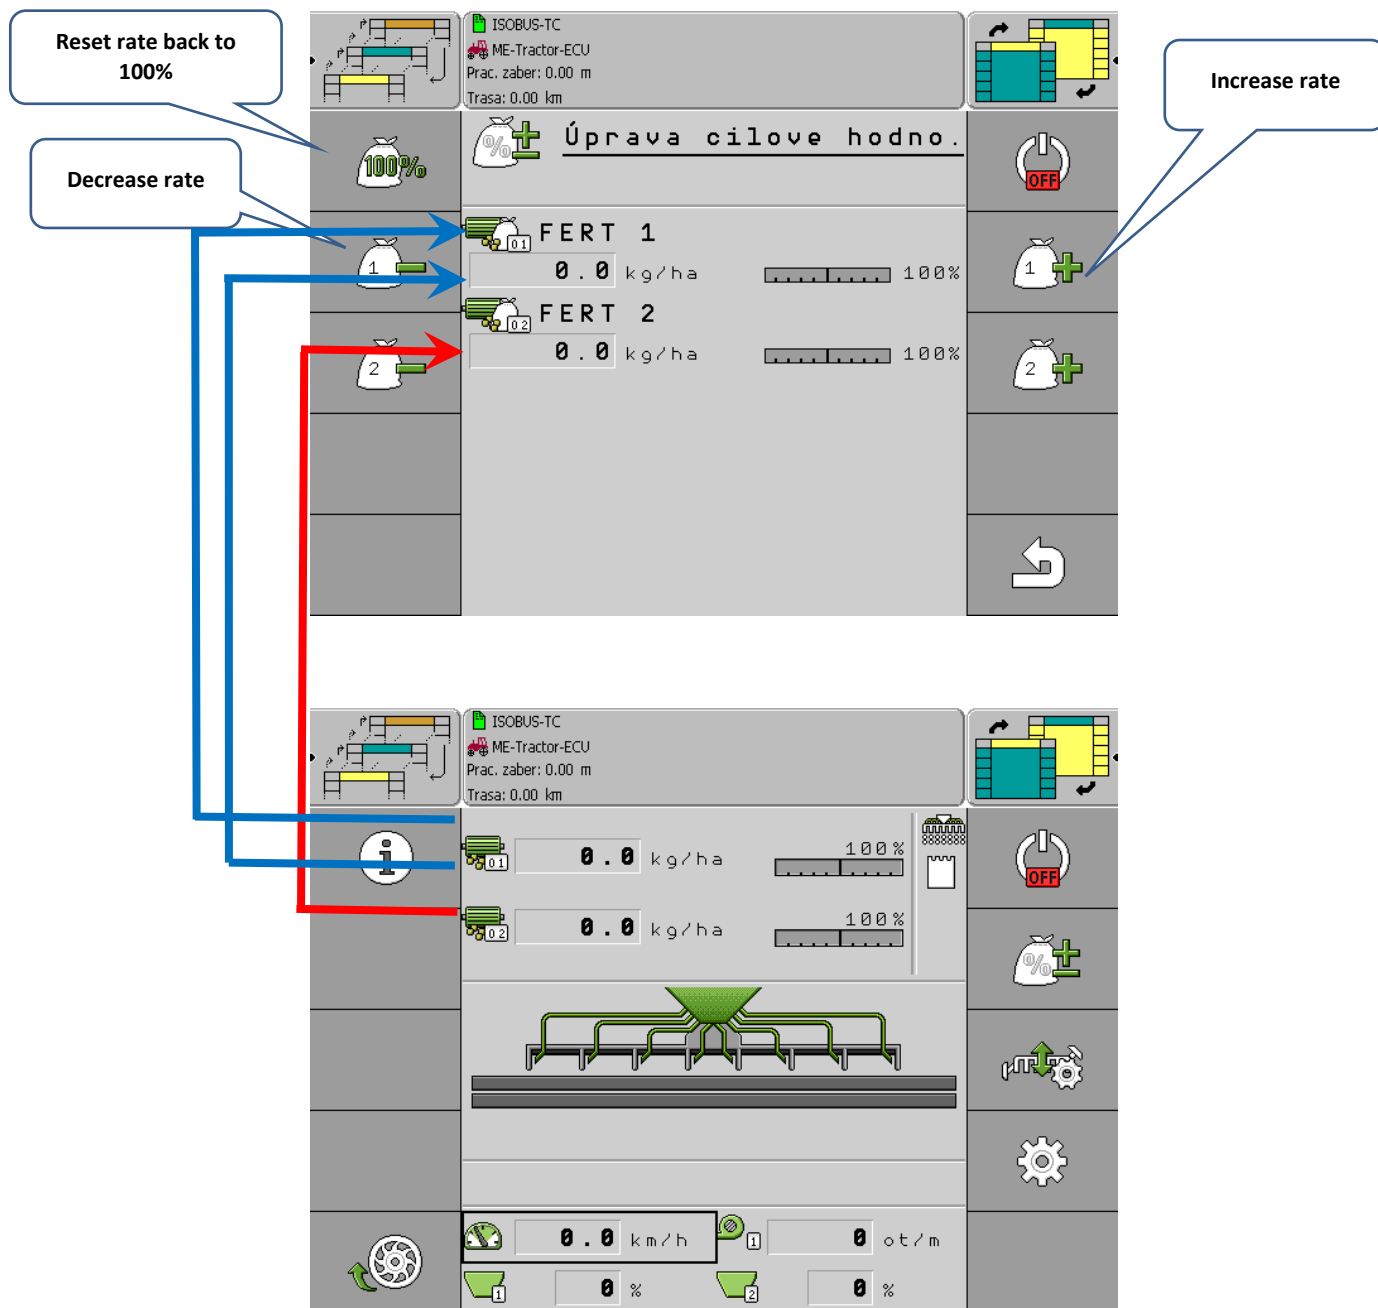 Reset rate back to
100%
Decrease rate
Increase rate
ISOBUS-TC
ME-Tractor-ECU
Prac. zaber: 0.00 m
Trasa: 0.00 km
100%
Úprava cilove hodno.
%
OFF
01
FERT 1
1
0.0 kg/ha
100%
1
02
FERT 2
2
0.0 kg/ha
100%
2
ISOBUS-TC
ME-Tractor-ECU
Prac. zaber: 0.00 m
Trasa: 0.00 km
i
01
0.0 kg/ha
100%
OFF
02
0.0 kg/ha
100%
%
0.0 km/h
1
0 ot/m
1
0 %
2
0 %